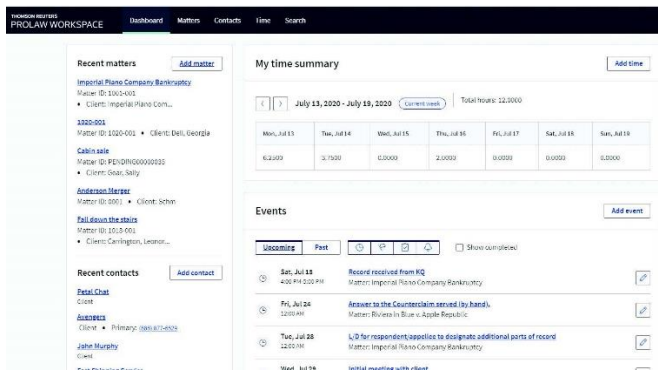 THOMSON REUTERS
PROLAW WORKSPACE
Dashboard Matters Contacts Time Search
Recent matters Add matter
Imperial Piano Company Bankruptcy
Matter ID: 1001-001
• Client: Imperial Piano Com...
1020-001
Matter ID: 1020-001 • Client: Deli, Georgia
Cabin sale
Matter ID: PENDING00000035
• Client: Goar, Sally
Anderson Merger
Matter ID: 0001 • Client: Schm
Fall down the stairs
Matter ID: 1018-001
• Client: Carrington, Leonor...
Recent contacts Add contact
Petal Chat
Client
Avengers
Client • Primary:
John Murphy
Client
My time summary Add time
July 13, 2020 - July 19, 2020 Current week Total hours: 12.0000
Mon, Jul 13 Tue, Jul 14 Wed, Jul 15 Thu, Jul 16 Fri, Jul 17 Sat, Jul 18 Sun, Jul 19
6.2500 3.7500 0.0000 2.0000 0.0000 0.0000 0.0000
Events Add event
Upcoming Past Show completed
Sat, Jul 18 Record received from KQ
4:00 PM Matter: Imperial Piano Company Bankruptcy
Fri, Jul 24 Answer to the Counterclaim served (by hand).
12:00 AM Matter: Riviera in Blue v. Apple Republic
Tue, Jul 28 L/D for respondent/appellee to designate additional parts of record
12:00 AM Matter: Imperial Piano Company Bankruptcy
Wed, Jul 29 Initial meeting with client